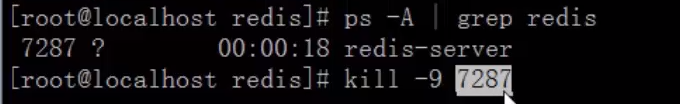 [root@localhost redis]# ps -A | grep redis
7287 ? 00:00:18 redis-server
[root@localhost redis]# kill -9 7287